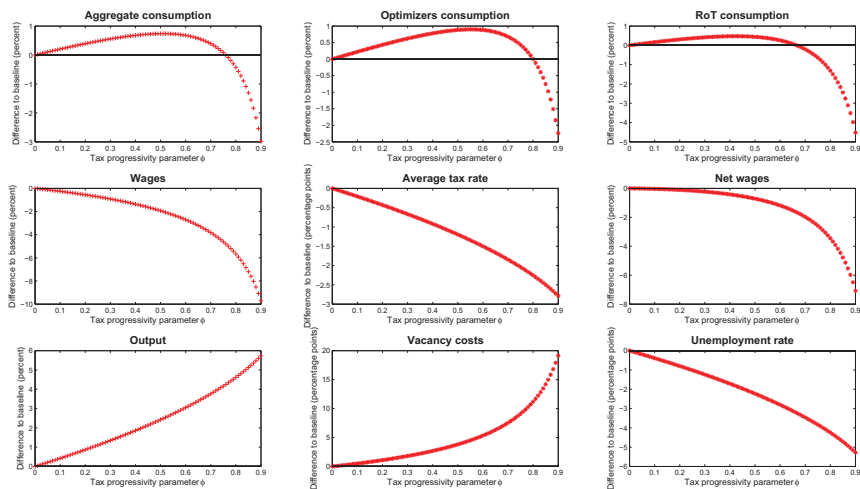 Aggregate consumption
Difference to baseline (percent)
1
0
−1
−2
−3
0 0.1 0.2 0.3 0.4 0.5 0.6 0.7 0.8 0.9
Tax progressivity parameter ϕ
Optimizers consumption
Difference to baseline (percent)
1
0.5
0
−0.5
−1
−1.5
−2
−2.5
0 0.1 0.2 0.3 0.4 0.5 0.6 0.7 0.8 0.9
Tax progressivity parameter ϕ
RoT consumption
Difference to baseline (percent)
1
0
−1
−2
−3
−4
−5
0 0.1 0.2 0.3 0.4 0.5 0.6 0.7 0.8 0.9
Tax progressivity parameter ϕ
Wages
Difference to baseline (percent)
0
−2
−4
−6
−8
−10
0 0.1 0.2 0.3 0.4 0.5 0.6 0.7 0.8 0.9
Tax progressivity parameter ϕ
Average tax rate
Difference to baseline (percentage points)
0
−0.5
−1
−1.5
−2
−2.5
−3
0 0.1 0.2 0.3 0.4 0.5 0.6 0.7 0.8 0.9
Tax progressivity parameter ϕ
Net wages
Difference to baseline (percent)
0
−2
−4
−6
−8
0 0.1 0.2 0.3 0.4 0.5 0.6 0.7 0.8 0.9
Tax progressivity parameter ϕ
Output
Difference to baseline (percent)
6
5
4
3
2
1
0
0 0.1 0.2 0.3 0.4 0.5 0.6 0.7 0.8 0.9
Tax progressivity parameter ϕ
Vacancy costs
Difference to baseline (percentage points)
20
15
10
5
0
0 0.1 0.2 0.3 0.4 0.5 0.6 0.7 0.8 0.9
Tax progressivity parameter ϕ
Unemployment rate
Difference to baseline (percentage points)
0
−1
−2
−3
−4
−5
−6
0 0.1 0.2 0.3 0.4 0.5 0.6 0.7 0.8 0.9
Tax progressivity parameter ϕ